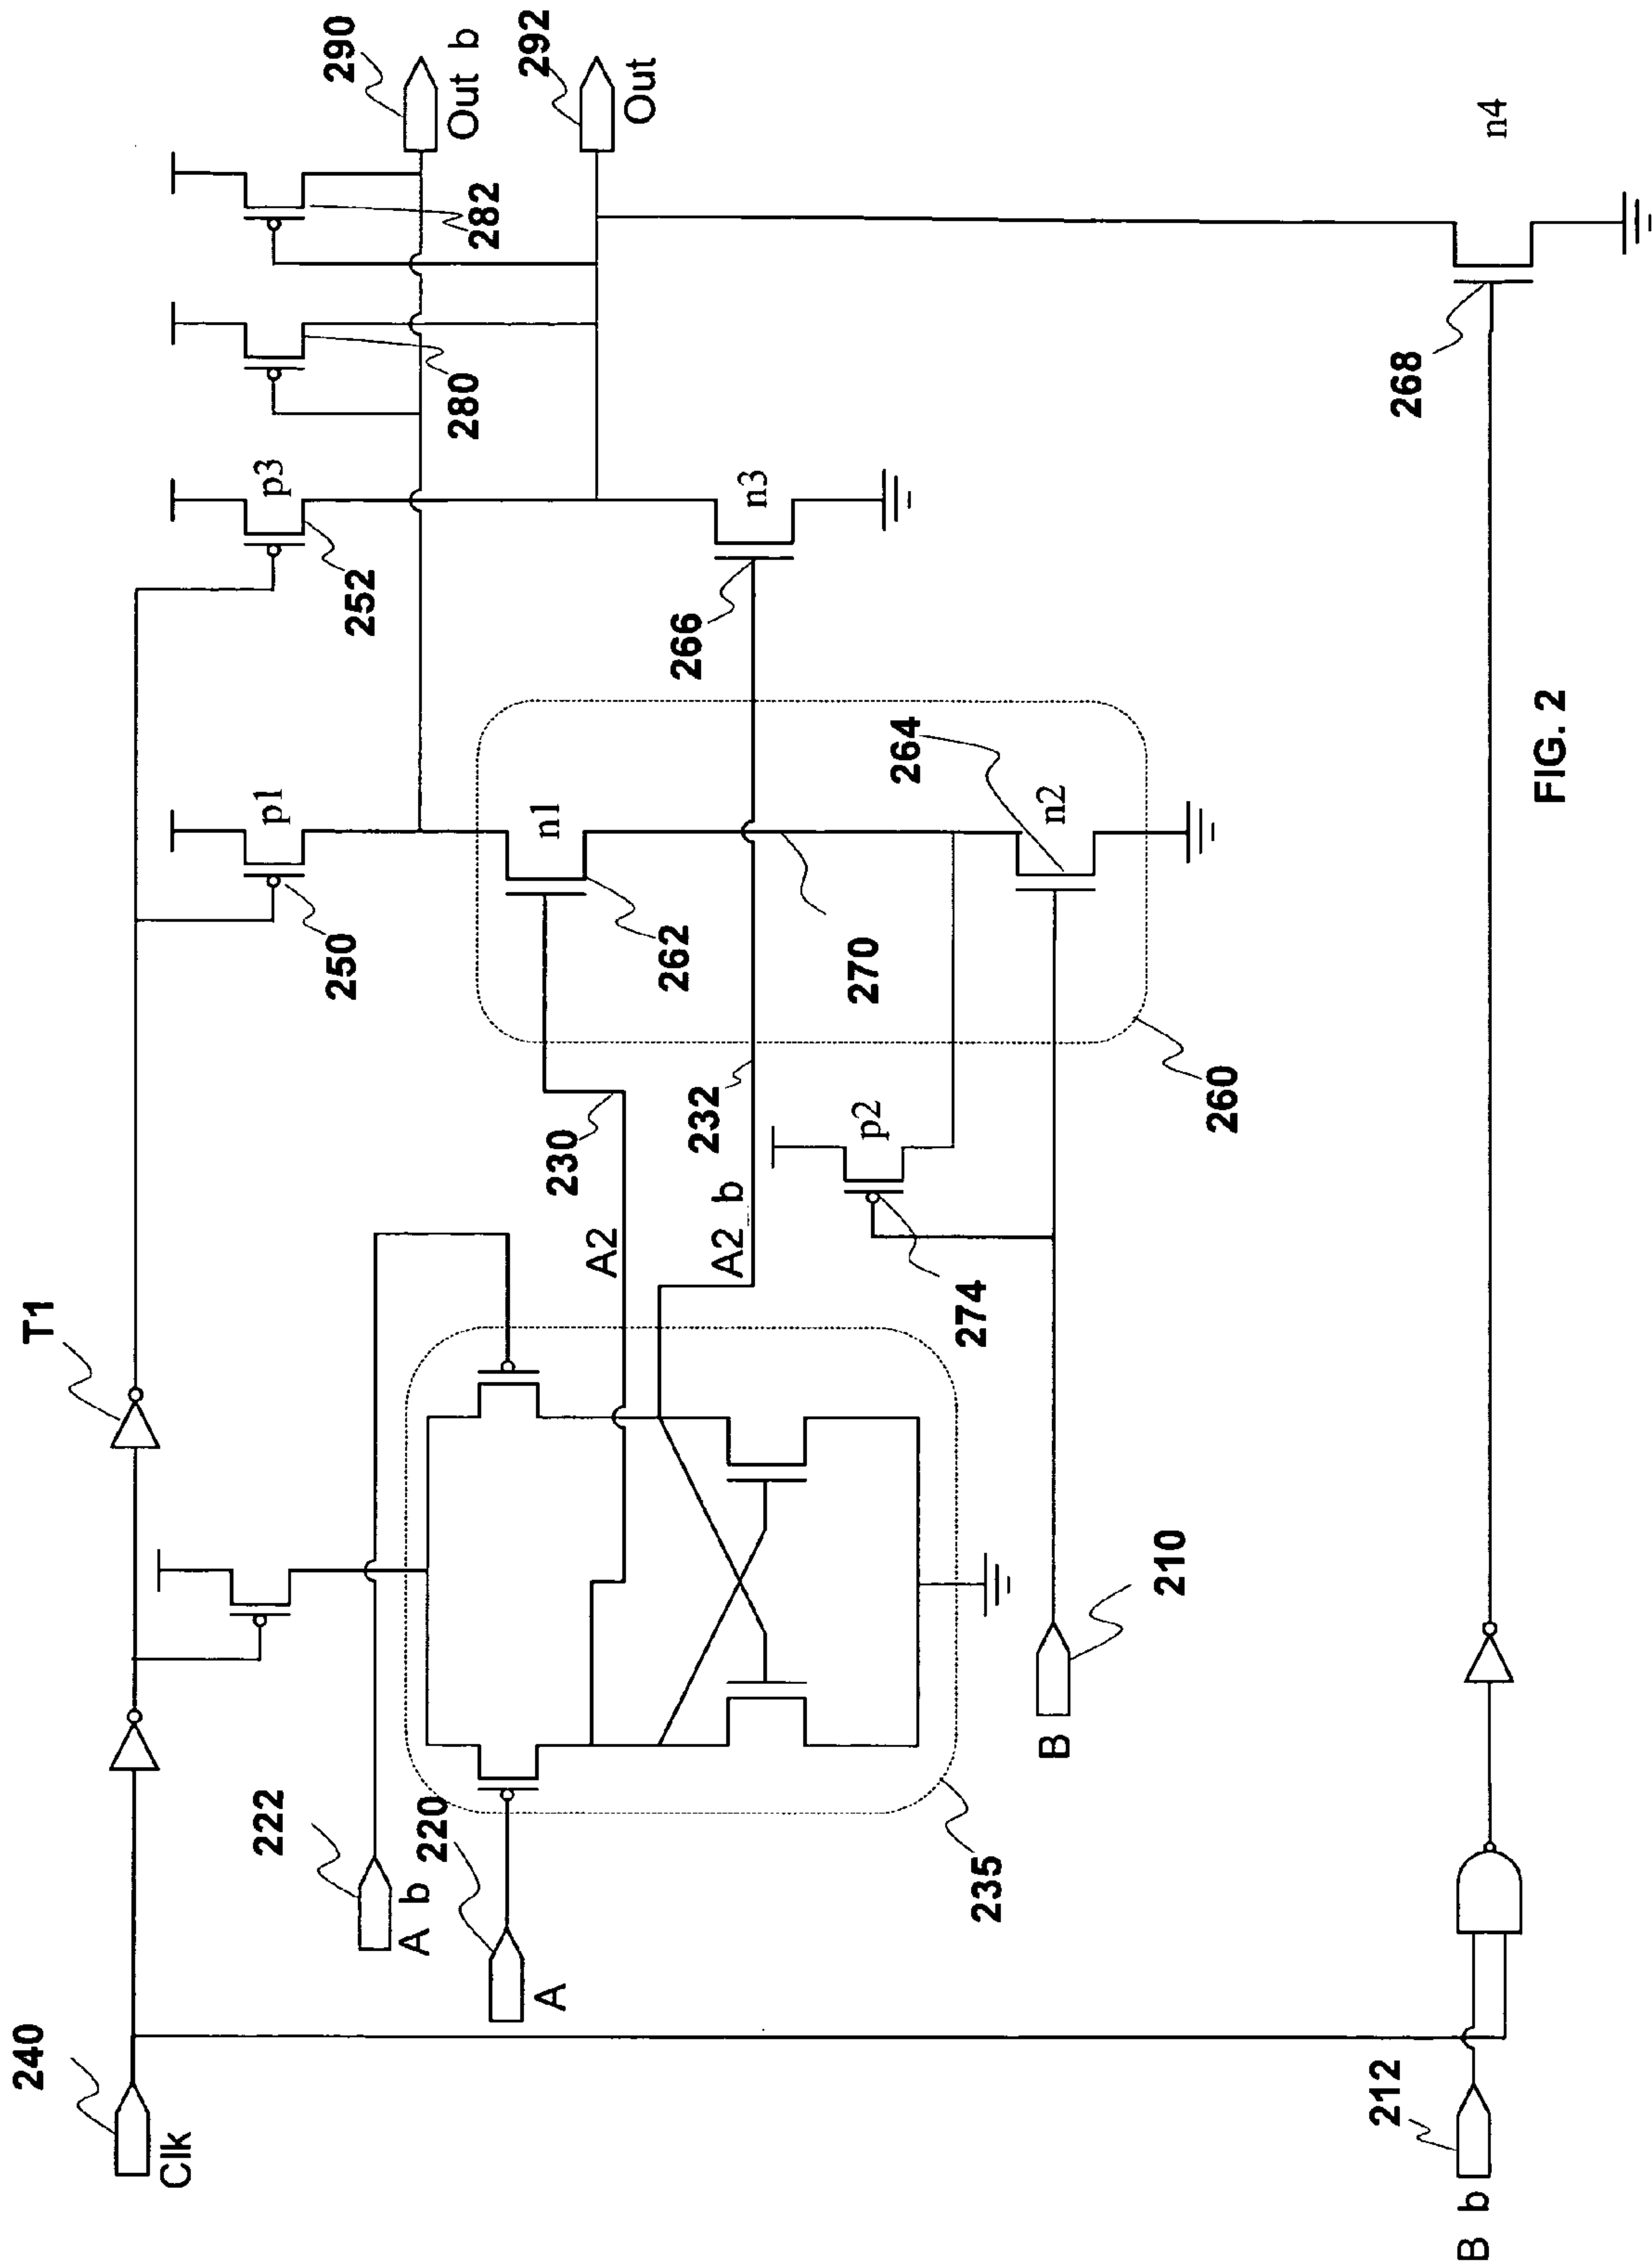 240
Clk
T1
222
A b
220
A
235
A2
230
A2 b
232
p2
274
B
210
250
p1
252
p3
n1
262
270
264
n2
260
266
n3
280
282
290
Out b
292
Out
268
n4
212
B b
FIG. 2